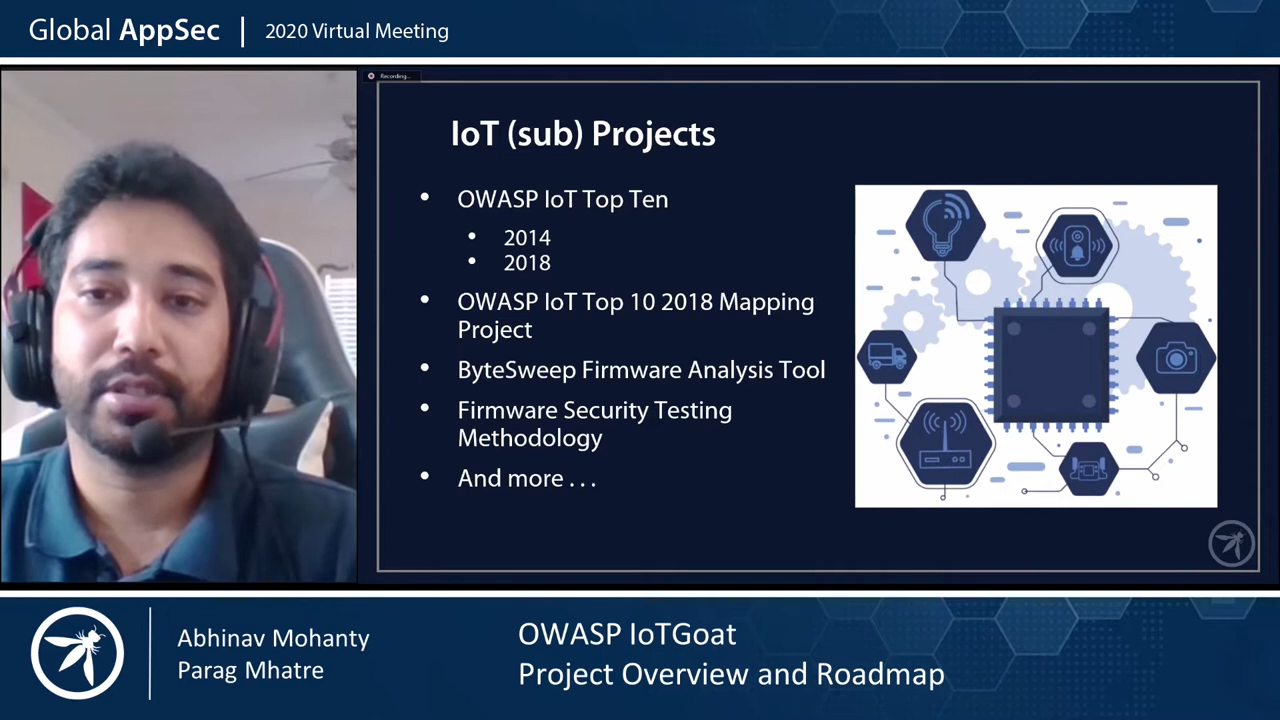 Global AppSec | 2020 Virtual Meeting
Recording...
IoT (sub) Projects
• OWASP IoT Top Ten
• 2014
• 2018
• OWASP IoT Top 10 2018 Mapping
Project
• ByteSweep Firmware Analysis Tool
• Firmware Security Testing
Methodology
• And more . . .
Abhinav Mohanty
Parag Mhatre
OWASP IoTGoat
Project Overview and Roadmap